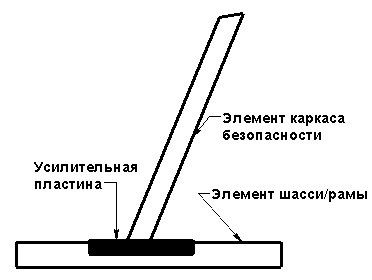 Элемент каркаса
безопасности
Усилительная
пластина
Элемент шасси/рамы